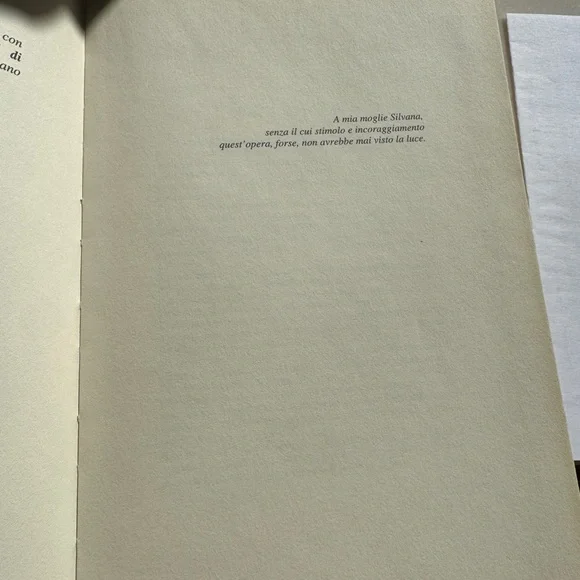 con
di
ano
A mia moglie Silvana,
senza il cui stimolo e incoraggiamento
quest'opera, forse, non avrebbe mai visto la luce.